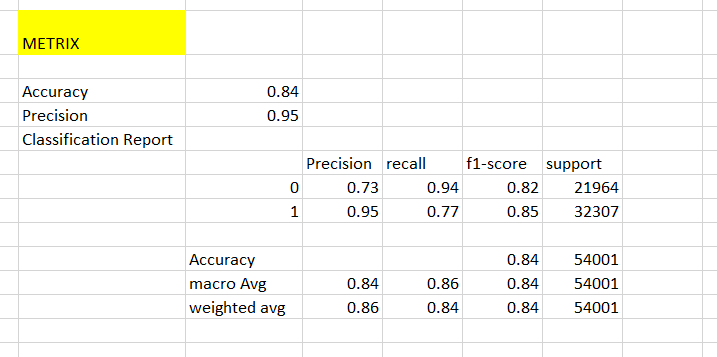 METRIX
Accuracy 0.84
Precision 0.95
Classification Report
Precision recall f1-score support
0 0.73 0.94 0.82 21964
1 0.95 0.77 0.85 32307
Accuracy 0.84 54001
macro Avg 0.84 0.86 0.84 54001
weighted avg 0.86 0.84 0.84 54001